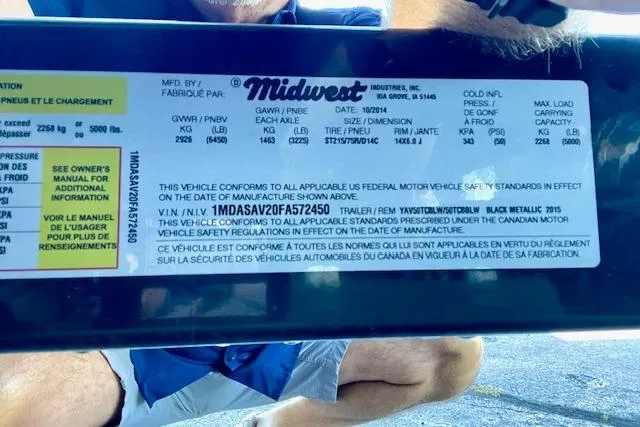 ATION
PNEUS ET LE CHARGEMENT
exceed
dépasser 2268 kg or ou 5000 lbs.
PRESSURE
ION DES
À FROID
KPA
PSI
KPA
PSI
SEE OWNER'S
MANUAL FOR
ADDITIONAL
INFORMATION
VOIR LE MANUEL
DE L'USAGER
POUR PLUS DE
RENSEIGNEMENTS
1MDASAV20FA572450
MFD. BY /
FABRIQUÉ PAR:
Midwest INDUSTRIES, INC.
IDA GROVE, IA 51445
GVWR / PNBV
KG (LB)
2926 (6450)
GAWR / PNBE
EACH AXLE
KG (LB)
1463 (3225)
DATE: 10/2014
SIZE / DIMENSION
TIRE / PNEU RIM / JANTE
ST215/75R/D14C 14X6.0 J
COLD INFL
PRESS. /
DE GONF
À FROID
KPA (PSI)
343 (50)
MAX. LOAD
CARRYING
CAPACITY
KG (LB)
2268 (5000)
THIS VEHICLE CONFORMS TO ALL APPLICABLE US FEDERAL MOTOR VEHICLE SAFETY STANDARDS IN EFFECT
ON THE DATE OF MANUFACTURE SHOWN ABOVE.
V.I.N. / N.I.V. 1MDASAV20FA572450 TRAILER / REM YAV50TCBLW/50TCBBLW BLACK METALLIC 2015
THIS VEHICLE CONFORMS TO ALL APPLICABLE STANDARDS PRESCRIBED UNDER THE CANADIAN MOTOR
VEHICLE SAFETY REGULATIONS IN EFFECT ON THE DATE OF MANUFACTURE.
CE VÉHICULE EST CONFORME À TOUTES LES NORMES QUI LUI SONT APPLICABLES EN VERTU DU RÈGLEMENT
SUR LA SÉCURITÉ DES VÉHICULES AUTOMOBILES DU CANADA EN VIGUEUR À LA DATE DE SA FABRICATION.